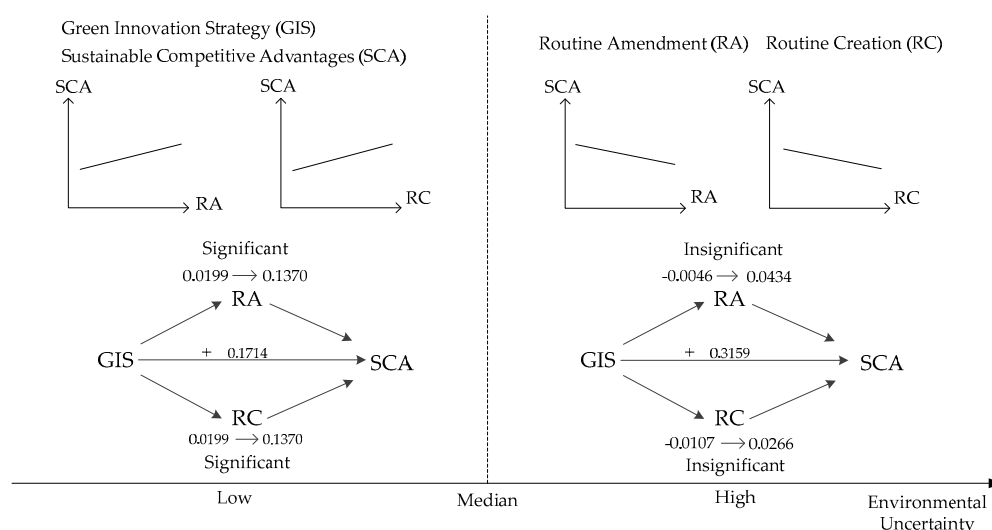 Green Innovation Strategy (GIS)
Sustainable Competitive Advantages (SCA)
Routine Amendment (RA) Routine Creation (RC)
SCA
RA
SCA
RC
SCA
RA
SCA
RC
Significant
0.0199 → 0.1370
RA
GIS
+ 0.1714
SCA
RC
0.0199 → 0.1370
Significant
Insignificant
-0.0046 → 0.0434
RA
GIS
+ 0.3159
SCA
RC
-0.0107 → 0.0266
Insignificant
Low
Median
High
Environmental
Uncertainty